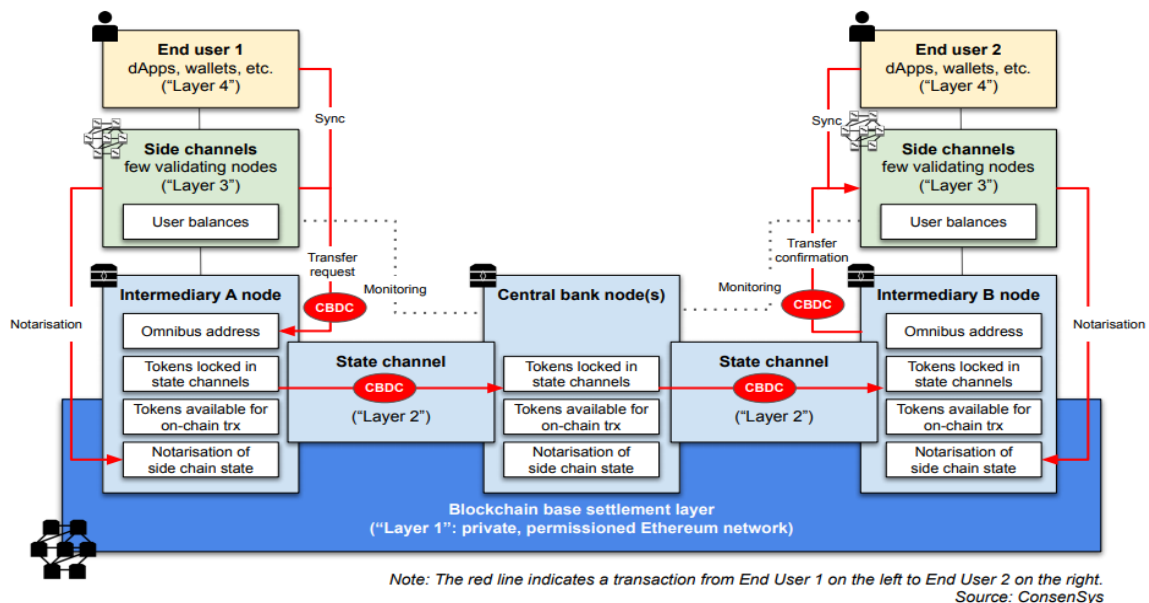 End user 1
dApps, wallets, etc.
(“Layer 4”)
End user 2
dApps, wallets, etc.
(“Layer 4”)
Sync
Sync
Side channels
few validating nodes
(“Layer 3”)
User balances
Side channels
few validating nodes
(“Layer 3”)
User balances
Transfer
request
Transfer
confirmation
Monitoring
Monitoring
CBDC
CBDC
Notarisation
Notarisation
Intermediary A node
Omnibus address
Tokens locked in
state channels
Tokens available for
on-chain trx
Notarisation of
side chain state
State channel
CBDC
(“Layer 2”)
Central bank node(s)
Tokens locked in
state channels
Tokens available for
on-chain trx
Notarisation of
side chain state
State channel
CBDC
(“Layer 2”)
Intermediary B node
Omnibus address
Tokens locked in
state channels
Tokens available for
on-chain trx
Notarisation of
side chain state
Blockchain base settlement layer
(“Layer 1”: private, permissioned Ethereum network)
Note: The red line indicates a transaction from End User 1 on the left to End User 2 on the right.
Source: ConsenSys